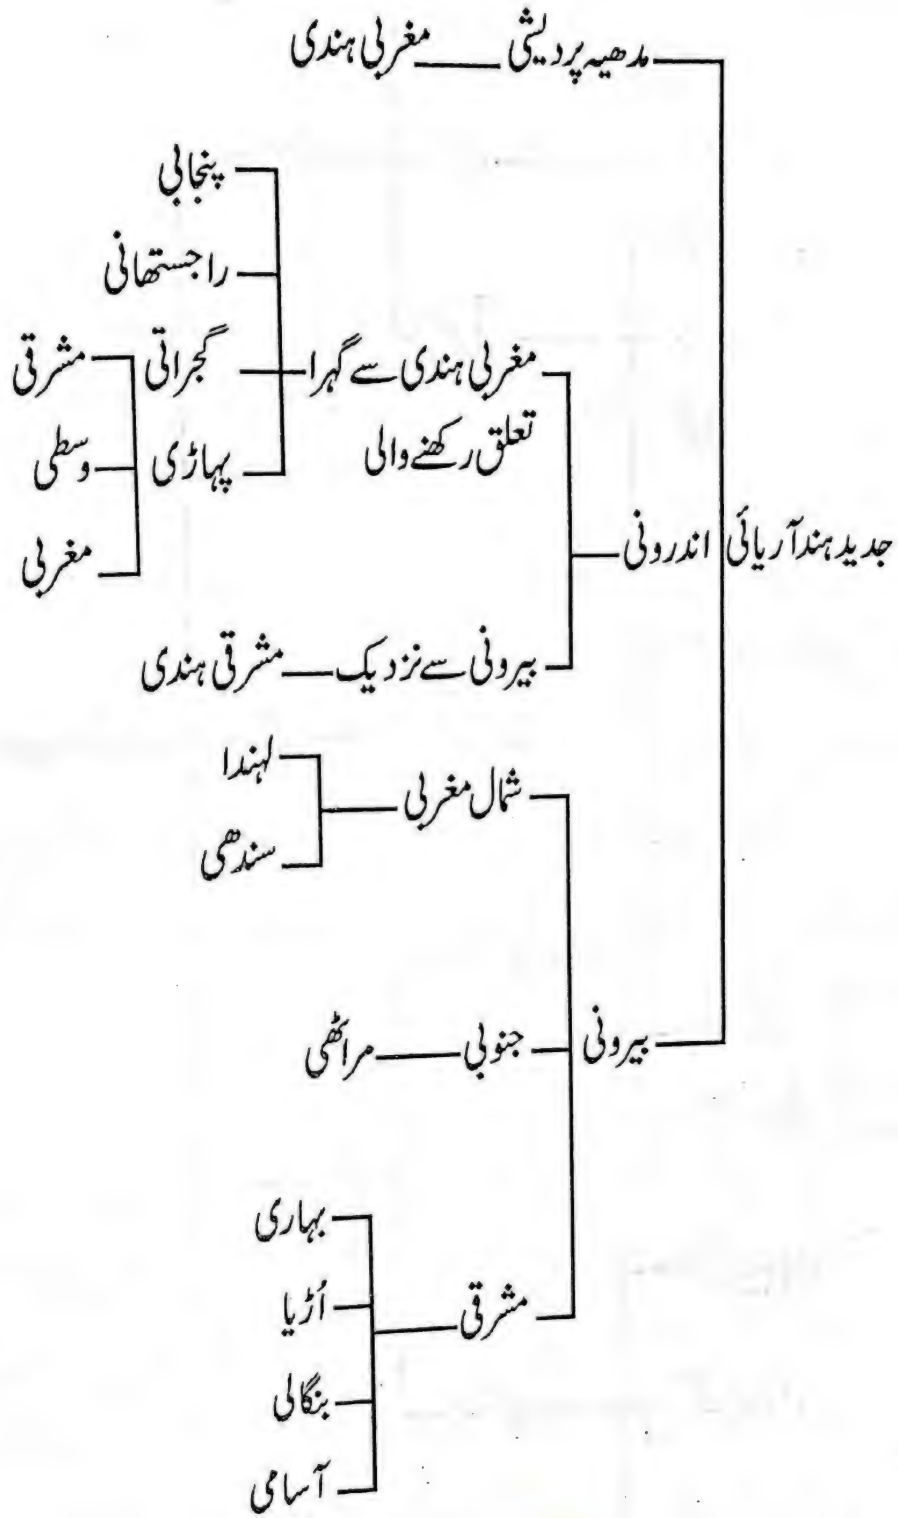 مدھیہ پردیشی — مغربی ہندی
پنجابی
راجستھانی
مغربی ہندی سے گہرا — گجراتی — مشرقی
تعلق رکھنے والی
پہاڑی — وسطی
مغربی
جدید ہند آریائی اندرونی
بیرونی سے نزدیک — مشرقی ہندی
لہندا
شمال مغربی
سندھی
بیرونی — جنوبی — مراٹھی
بہاری
اُڑیا
مشرقی
بنگالی
آسامی